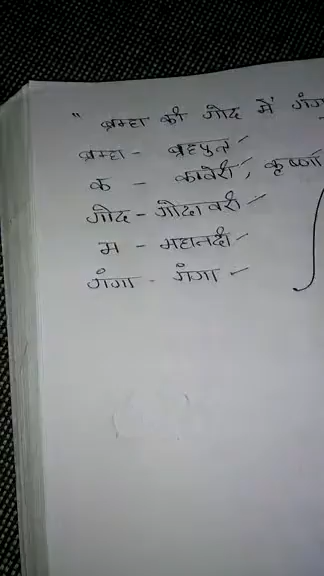 " ब्रम्हा की गोद में गंगा
ब्रम्हा - ब्रह्मपुत्र ✓
क - कावेरी ✓, कृष्णा
गोद - गोदावरी ✓
म - महानदी ✓
गंगा - गंगा ✓